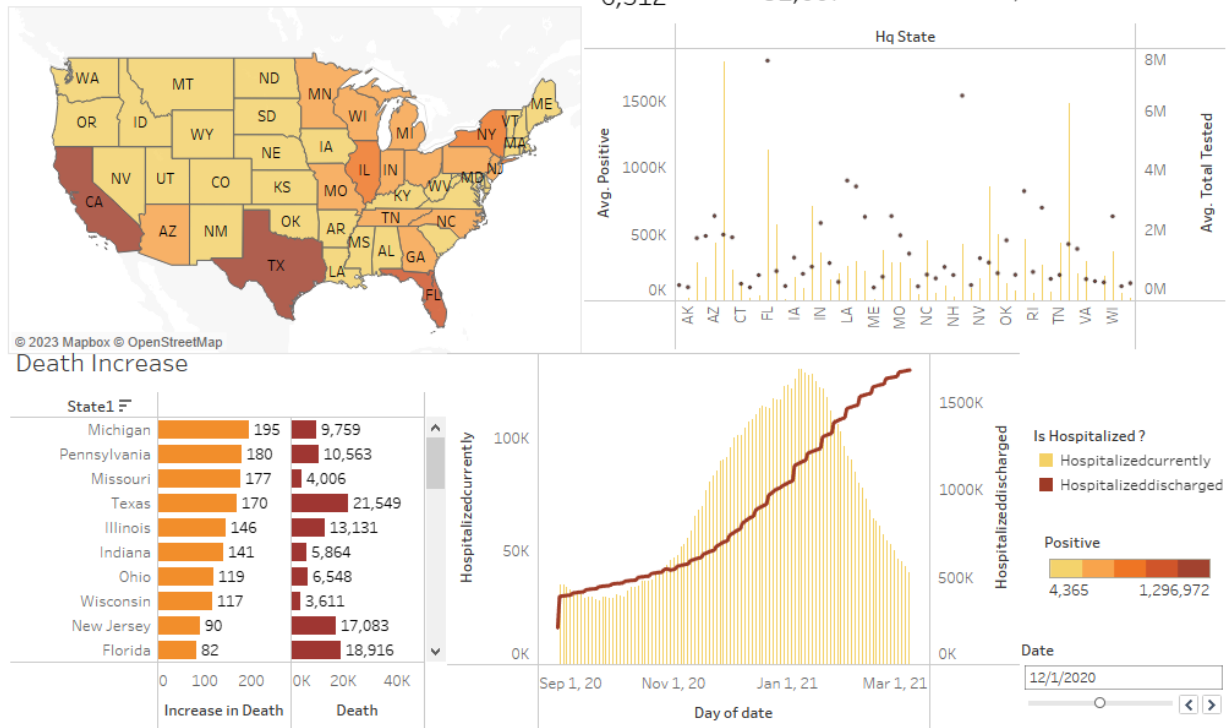 WA
MT
ND
MN
ME
OR
ID
SD
WI
MI
VT
NY
MA
WY
IA
NE
NV
UT
CO
IL
IN
NJ
MD
WV
CA
KS
MO
KY
AZ
NM
OK
AR
TN
NC
MS
AL
GA
TX
LA
FL
© 2023 Mapbox © OpenStreetMap
Hq State
Avg. Positive
1500K
1000K
500K
0K
8M
6M
4M
2M
0M
Avg. Total Tested
AK
AZ
CT
FL
IA
IN
LA
ME
MO
NC
NH
NV
OK
RI
TN
VA
WI
Death Increase
State1
Michigan 195 9,759
Pennsylvania 180 10,563
Missouri 177 4,006
Texas 170 21,549
Illinois 146 13,131
Indiana 141 5,864
Ohio 119 6,548
Wisconsin 117 3,611
New Jersey 90 17,083
Florida 82 18,916
0 100 200 0K 20K 40K
Increase in Death Death
Hospitalizedcurrently
100K
50K
0K
1500K
1000K
500K
0K
Hospitalizeddischarged
Sep 1, 20 Nov 1, 20 Jan 1, 21 Mar 1, 21
Day of date
Is Hospitalized ?
Hospitalizedcurrently
Hospitalizeddischarged
Positive
4,365 1,296,972
Date
12/1/2020